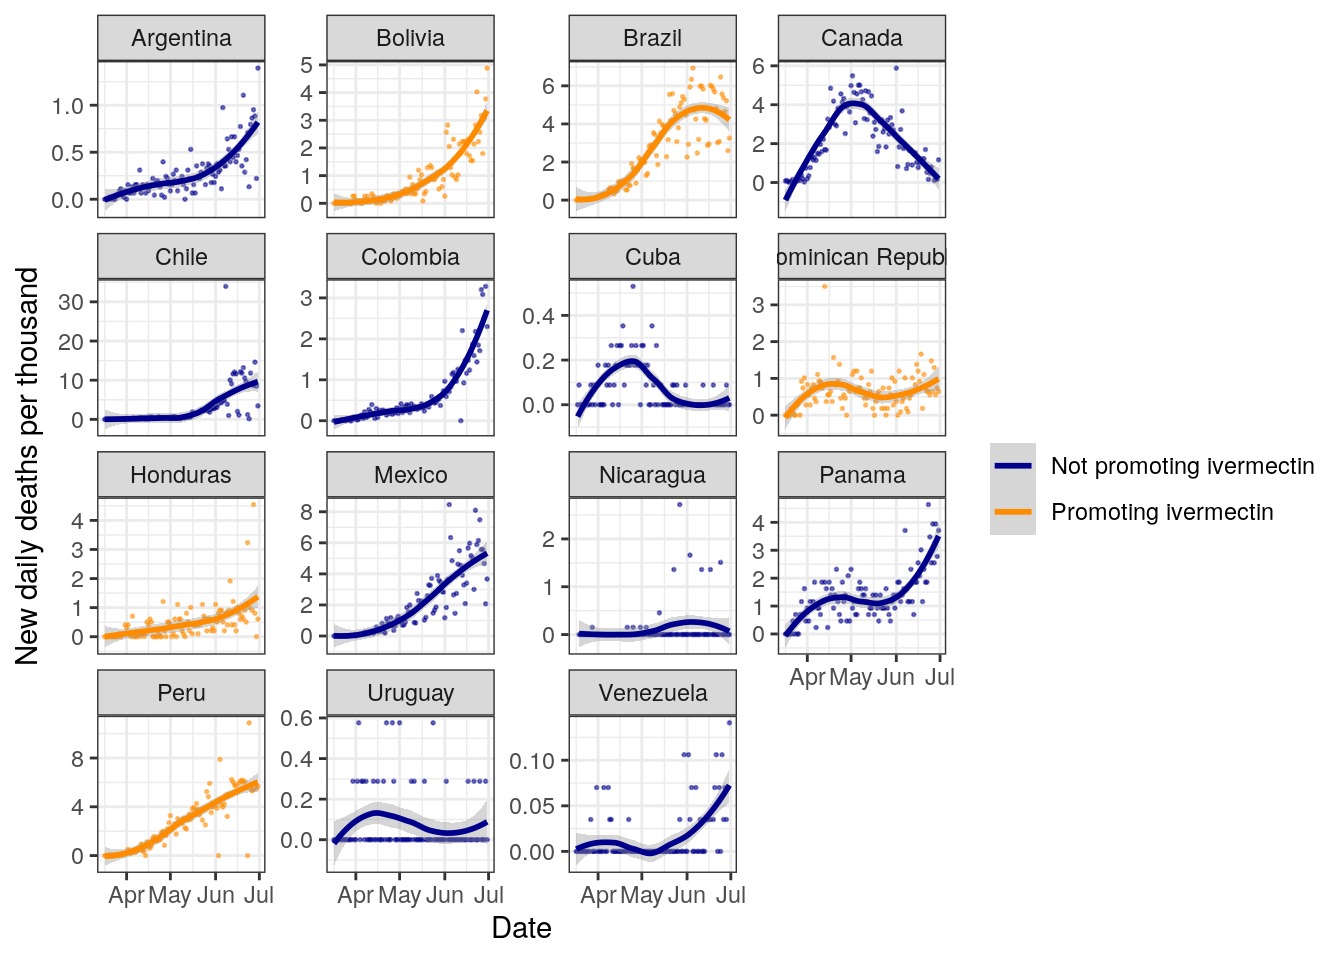 Argentina
Bolivia
Brazil
Canada
1.0
0.5
0.0
5
4
3
2
1
0
6
4
2
0
6
4
2
0
Chile
Colombia
Cuba
ominican Republ
30
20
10
0
3
2
1
0
0.4
0.2
0.0
3
2
1
0
Honduras
Mexico
Nicaragua
Panama
4
3
2
1
0
8
6
4
2
0
2
1
0
4
3
2
1
0
Apr May Jun Jul
Peru
Uruguay
Venezuela
8
4
0
0.6
0.4
0.2
0.0
0.10
0.05
0.00
Apr May Jun Jul
Apr May Jun Jul
Apr May Jun Jul
Date
New daily deaths per thousand
Not promoting ivermectin
Promoting ivermectin